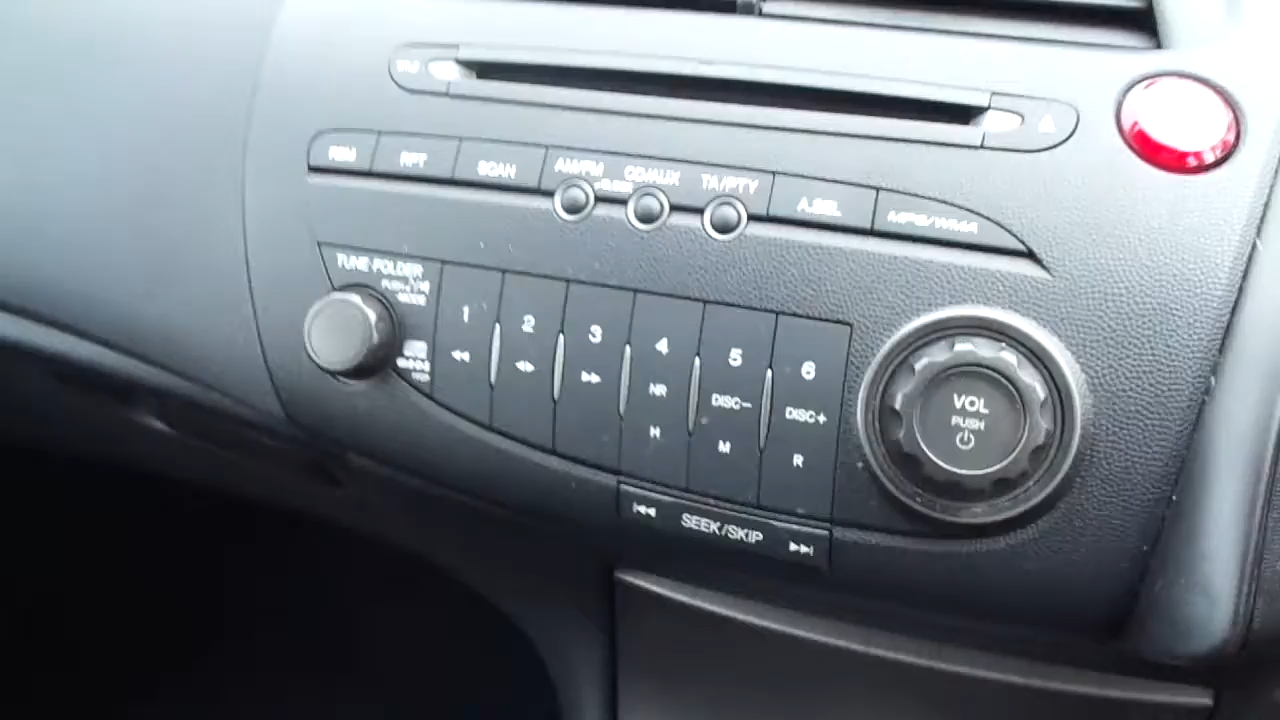 RPT
SCAN
AM/FM
CD/AUX
TA/PTY
A.SEL
MP3/WMA
TUNE FOLDER
MODE
1
2
3
4
NR
H
5
DISC−
M
6
DISC+
R
VOL
PUSH
SEEK/SKIP